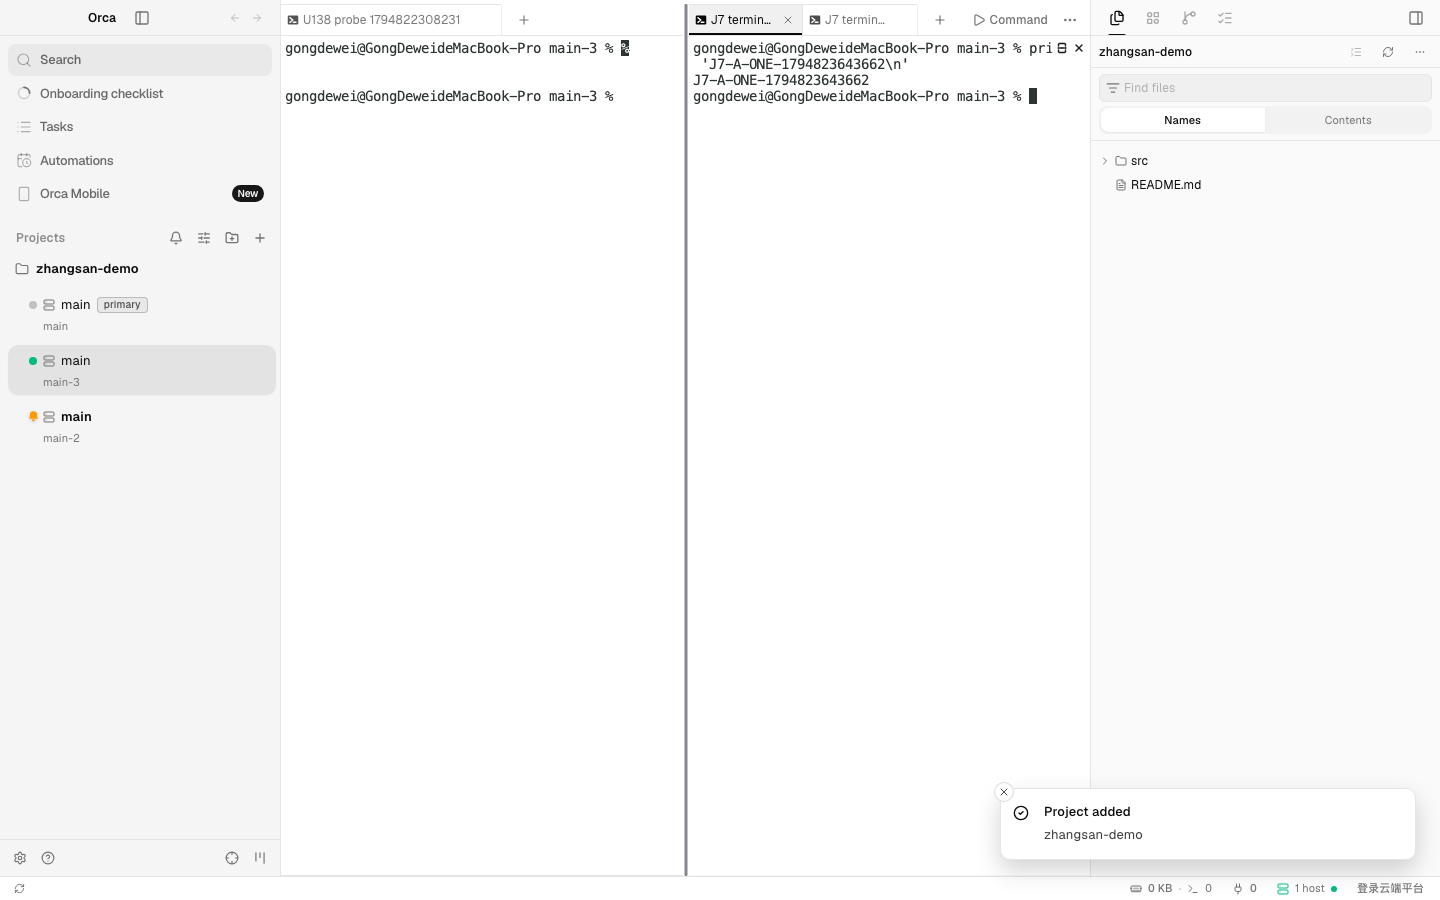 Orca
Search
Onboarding checklist
Tasks
Automations
Orca Mobile
New
Projects
zhangsan-demo
main
primary
main
main
main-3
main
main-2
U138 probe 1794822308231
gongdewei@GongDeweideMacBook-Pro main-3 % %
gongdewei@GongDeweideMacBook-Pro main-3 %
J7 termin...
J7 termin...
Command
gongdewei@GongDeweideMacBook-Pro main-3 % pri
'J7-A-ONE-1794823643662\n'
J7-A-ONE-1794823643662
gongdewei@GongDeweideMacBook-Pro main-3 %
zhangsan-demo
Find files
Names
Contents
src
README.md
Project added
zhangsan-demo
0 KB · 0
0
1 host
登录云端平台